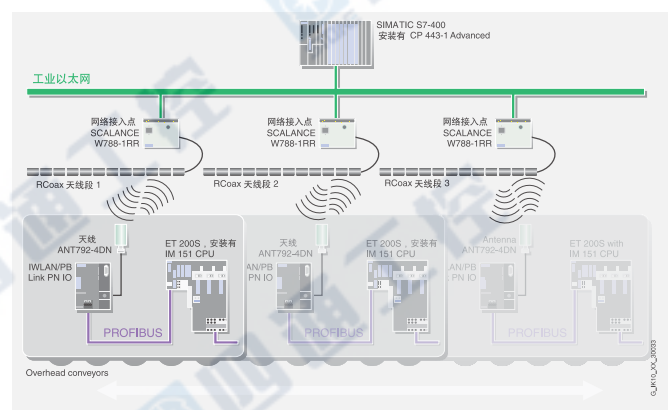 SIMATIC S7-400
安装有 CP 443-1 Advanced
工业以太网
网络接入点
SCALANCE
W788-1RR
网络接入点
SCALANCE
W788-1RR
网络接入点
SCALANCE
W788-1RR
RCoax 天线段 1
RCoax 天线段 2
RCoax 天线段 3
天线
ANT792-4DN
ET 200S，安装有
IM 151 CPU
IWLAN/PB
Link PN IO
PROFIBUS
天线
ANT792-4DN
ET 200S，安装有
IM 151 CPU
AN/PB
PN IO
PROFIBUS
Antenna
ANT792-4DN
ET 200S with
IM 151 CPU
AN/PB
PN IO
PROFIBUS
Overhead conveyors
G_IK10_XX_30033